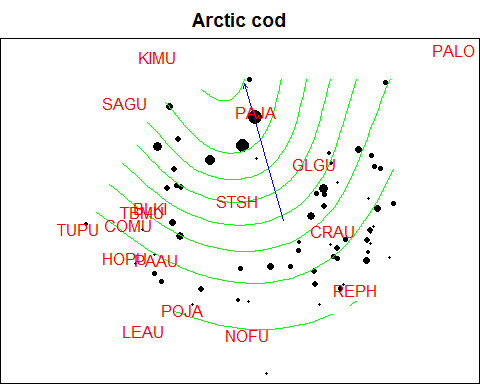 Arctic cod
PALO
KIMU
SAGU
PAJA
GLGU
STSH
BLKI
TBMU
COMU
TUPU
CRAU
HOPU
PAAU
REPH
POJA
LEAU
NOFU